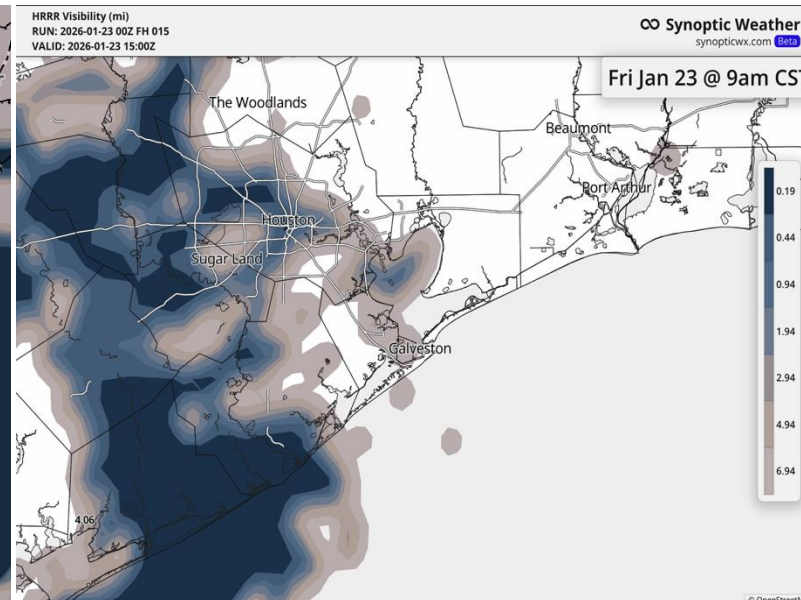 HRRR Visibility (mi)
RUN: 2026-01-23 00Z FH 015
VALID: 2026-01-23 15:00Z
Synoptic Weather
synopticwx.com Beta
Fri Jan 23 @ 9am CST
The Woodlands
Beaumont
Port Arthur
Houston
Sugar Land
Galveston
4.06
0.19
0.44
0.94
1.94
2.94
4.94
6.94